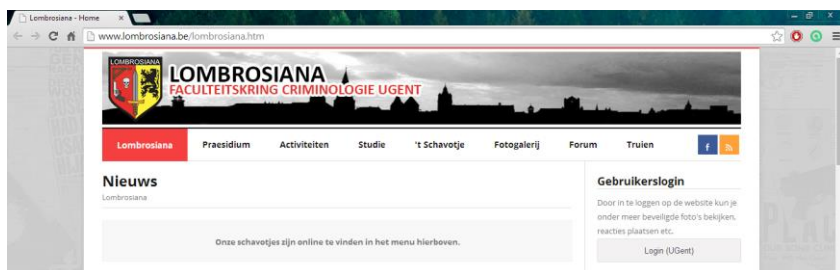 Lombrosiana - Home
www.lombrosiana.be/lombrosiana.htm
LOMBROSIANA
LOMBROSIANA
FACULTEITSKRING CRIMINOLOGIE UGENT
Lombrosiana Praesidium Activiteiten Studie 't Schavotje Fotogalerij Forum Truien
Nieuws
Lombrosiana
Onze schavotjes zijn online te vinden in het menu hierboven.
Gebruikerslogin
Door in te loggen op de website kun je
onder meer beveiligde foto's bekijken,
reacties plaatsen etc.
Login (UGent)